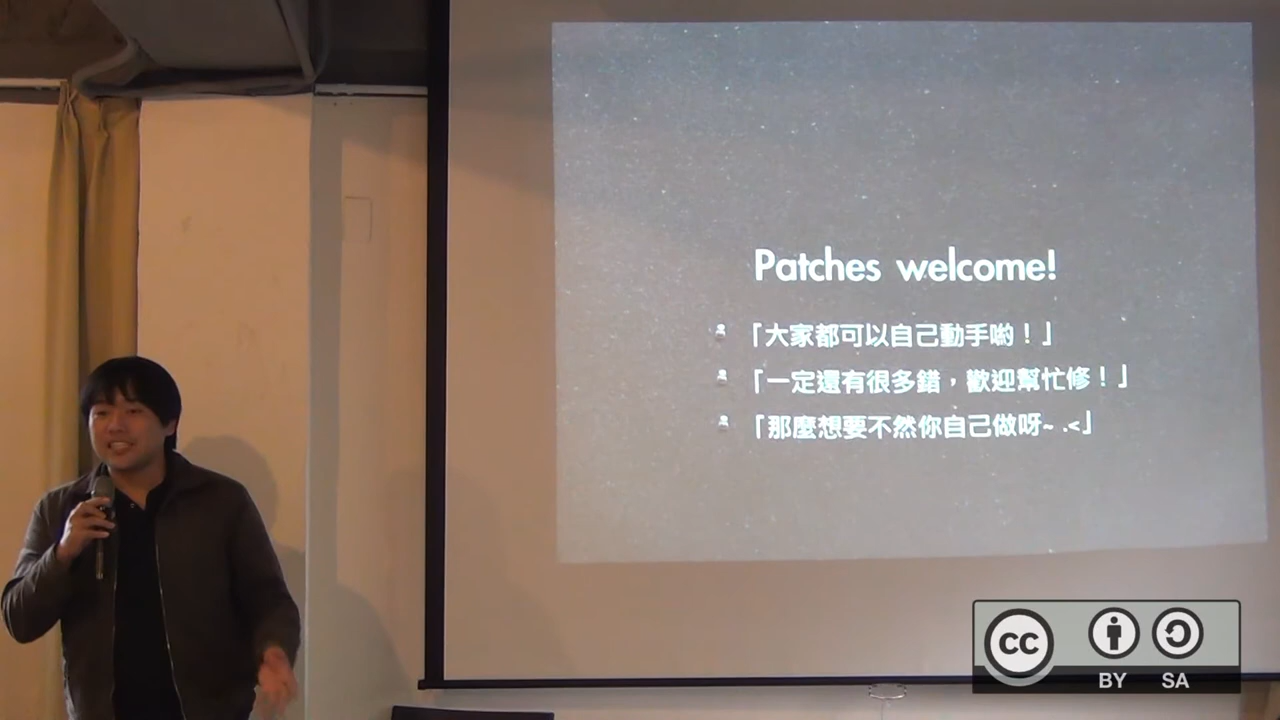 Patches welcome!
「大家都可以自己動手喲！」
「一定還有很多錯，歡迎幫忙修！」
「那麼想要不然你自己做呀~ .<」
cc
BY SA